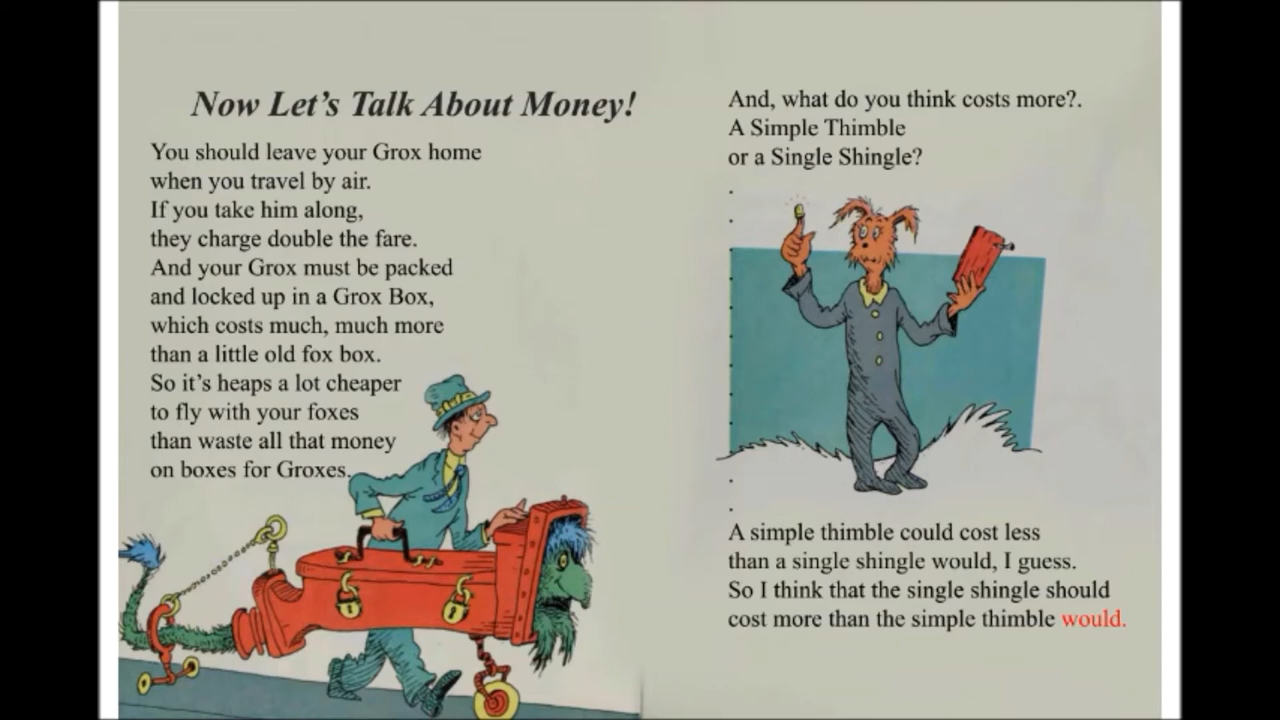 Now Let's Talk About Money!
You should leave your Grox home
when you travel by air.
If you take him along,
they charge double the fare.
And your Grox must be packed
and locked up in a Grox Box,
which costs much, much more
than a little old fox box.
So it's heaps a lot cheaper
to fly with your foxes
than waste all that money
on boxes for Groxes.
And, what do you think costs more?.
A Simple Thimble
or a Single Shingle?
A simple thimble could cost less
than a single shingle would, I guess.
So I think that the single shingle should
cost more than the simple thimble would.